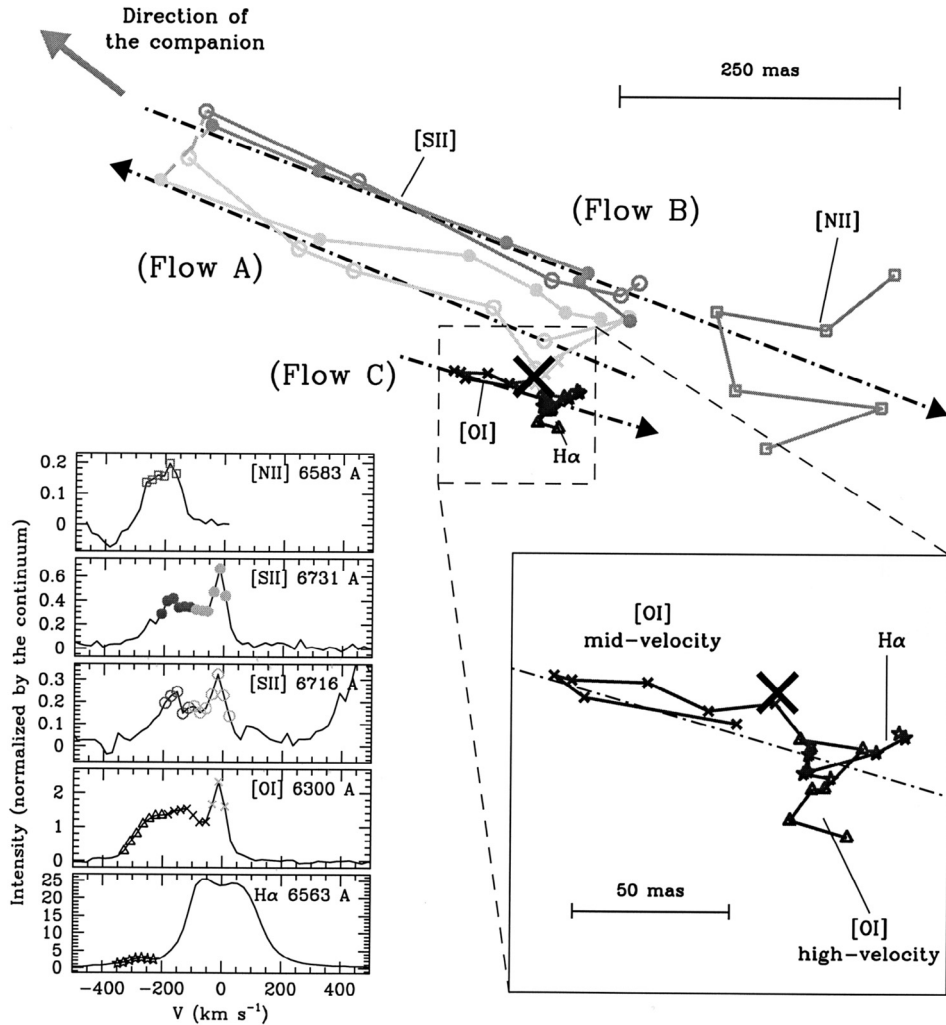 Direction of
the companion
250 mas
[SII]
(Flow B)
[NII]
(Flow A)
(Flow C)
[OI]
Hα
Intensity (normalized by the continuum)
[NII] 6583 A
0.2
0.1
0
[SII] 6731 A
0.6
0.4
0.2
0
[SII] 6716 A
0.3
0.2
0.1
0
[OI] 6300 A
2
1
0
Hα 6563 A
25
20
15
10
5
0
−400 −200 0 200 400
V (km s⁻¹)
[OI]
mid−velocity
Hα
50 mas
[OI]
high−velocity